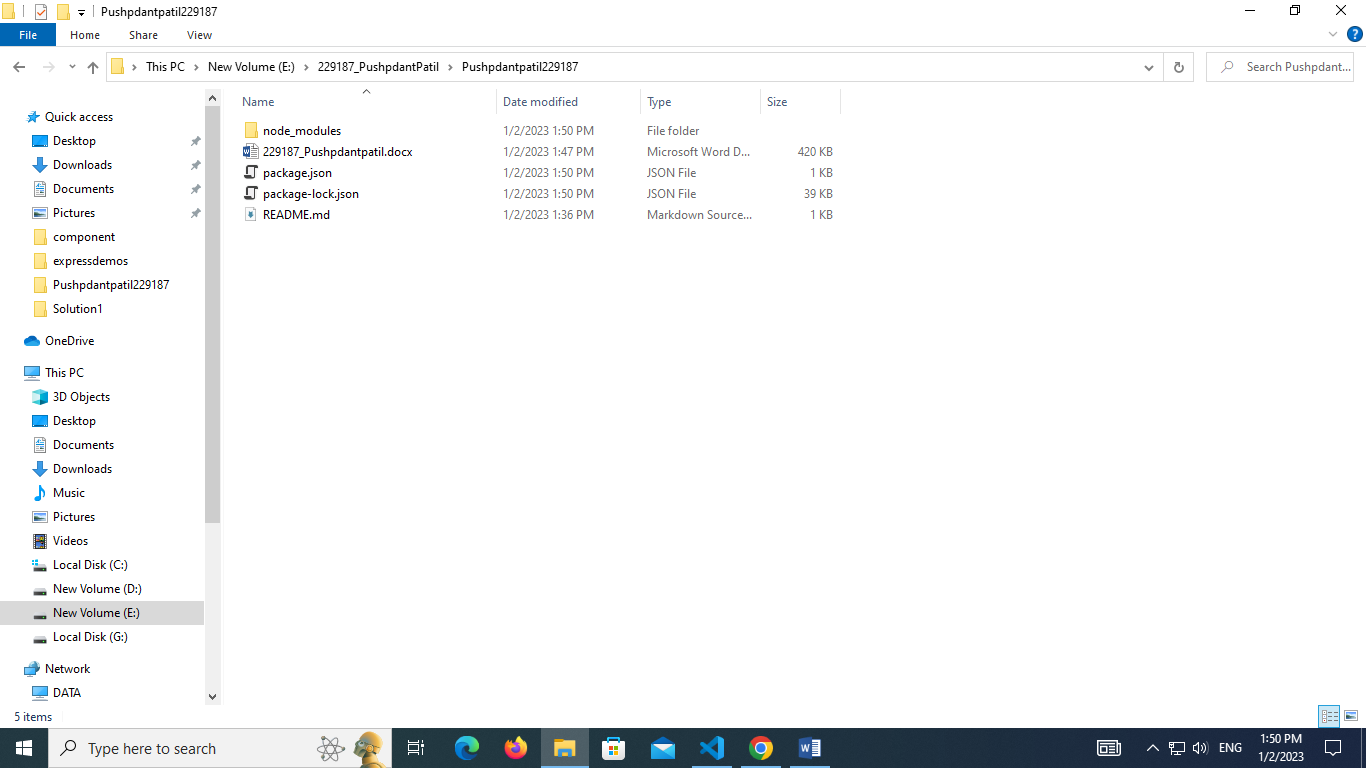 Pushpdantpatil229187
File Home Share View
This PC New Volume (E:) 229187_PushpdantPatil Pushpdantpatil229187 Search Pushpdant...
Name Date modified Type Size
node_modules 1/2/2023 1:50 PM File folder
229187_Pushpdantpatil.docx 1/2/2023 1:47 PM Microsoft Word D... 420 KB
package.json 1/2/2023 1:50 PM JSON File 1 KB
package-lock.json 1/2/2023 1:50 PM JSON File 39 KB
README.md 1/2/2023 1:36 PM Markdown Source... 1 KB
Quick access
Desktop
Downloads
Documents
Pictures
component
expressdemos
Pushpdantpatil229187
Solution1
OneDrive
This PC
3D Objects
Desktop
Documents
Downloads
Music
Pictures
Videos
Local Disk (C:)
New Volume (D:)
New Volume (E:)
Local Disk (G:)
Network
DATA
5 items
Type here to search
ENG
1:50 PM
1/2/2023